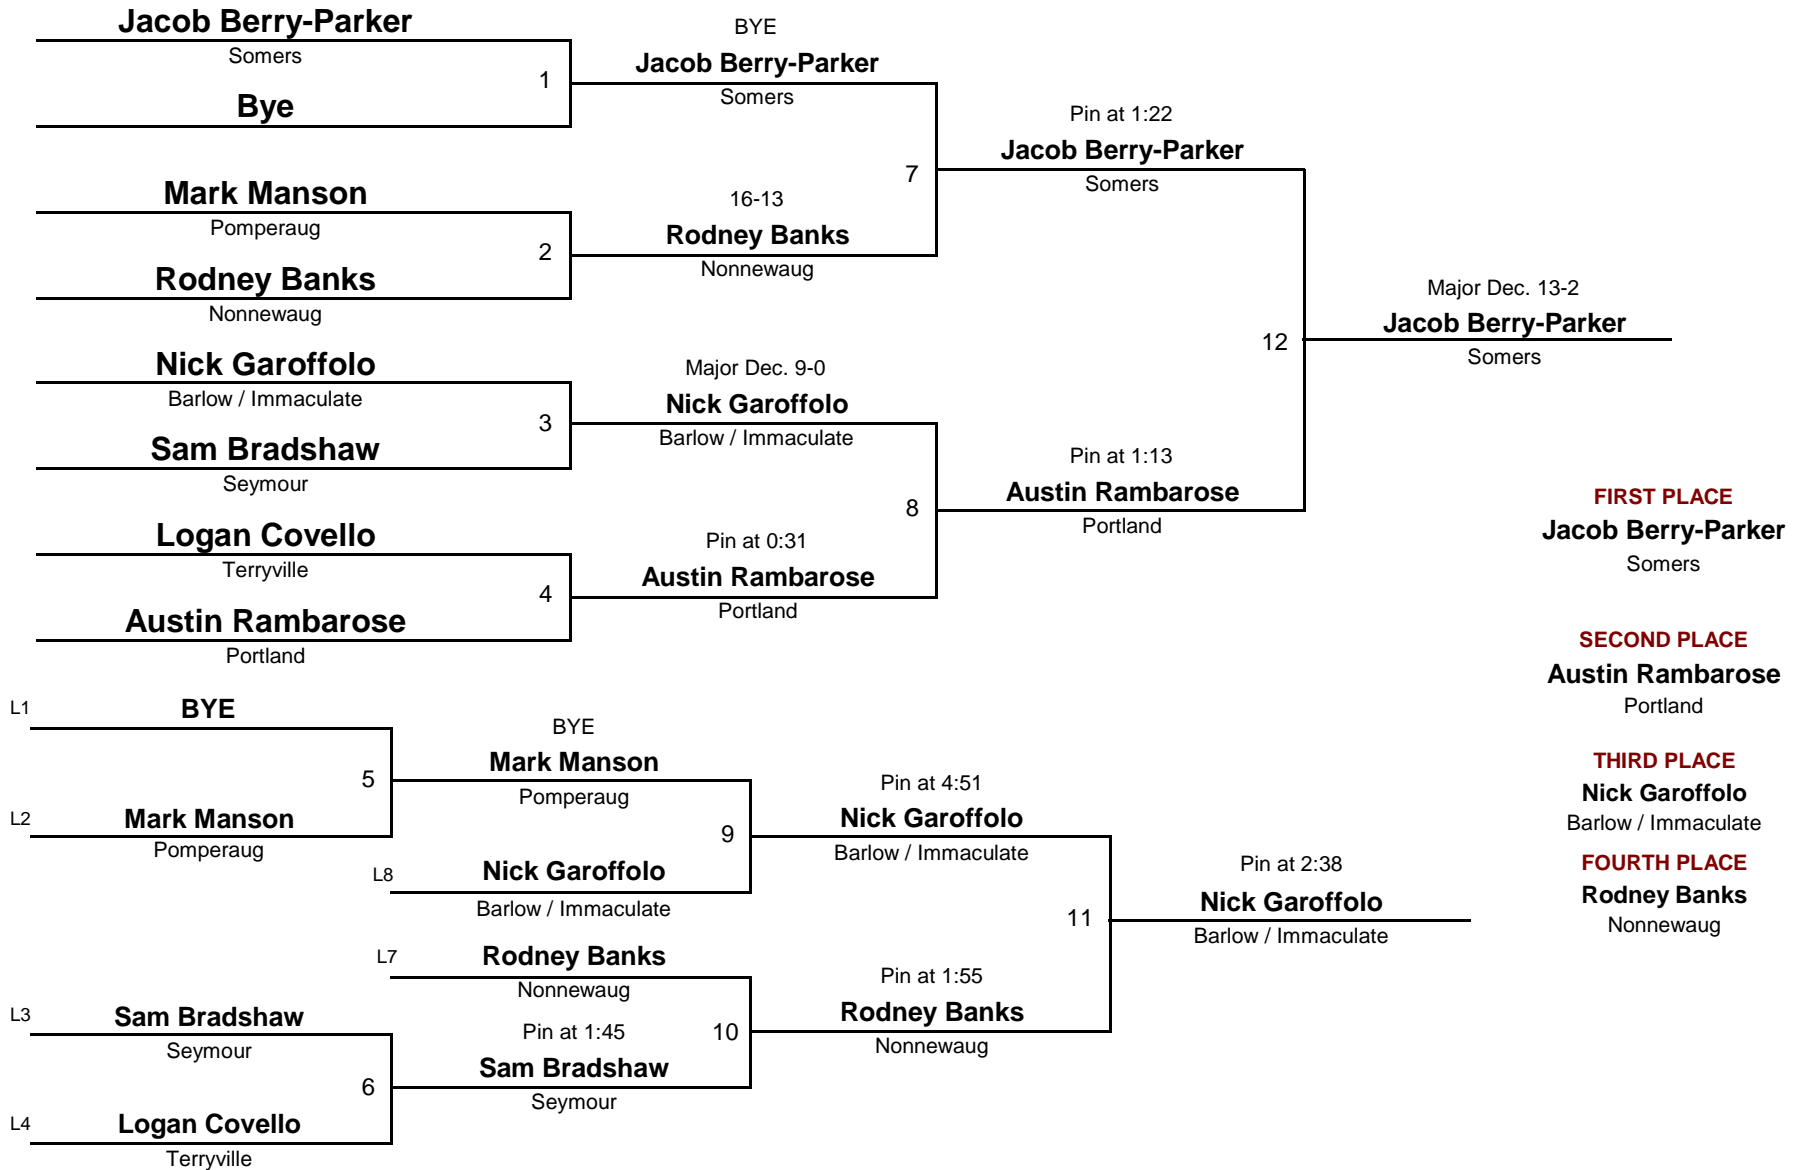 Jacob Berry-Parker
Somers
1
Bye
BYE
Jacob Berry-Parker
Somers
Mark Manson
Pomperaug
2
Rodney Banks
Nonnewaug
16-13
Rodney Banks
Nonnewaug
7
Pin at 1:22
Jacob Berry-Parker
Somers
Nick Garoffolo
Barlow / Immaculate
3
Sam Bradshaw
Seymour
Major Dec. 9-0
Nick Garoffolo
Barlow / Immaculate
Logan Covello
Terryville
4
Austin Rambarose
Portland
Pin at 0:31
Austin Rambarose
Portland
8
Pin at 1:13
Austin Rambarose
Portland
12
Major Dec. 13-2
Jacob Berry-Parker
Somers
FIRST PLACE
Jacob Berry-Parker
Somers
SECOND PLACE
Austin Rambarose
Portland
THIRD PLACE
Nick Garoffolo
Barlow / Immaculate
FOURTH PLACE
Rodney Banks
Nonnewaug
L1
BYE
5
L2
Mark Manson
Pomperaug
BYE
Mark Manson
Pomperaug
9
L8
Nick Garoffolo
Barlow / Immaculate
Pin at 4:51
Nick Garoffolo
Barlow / Immaculate
L7
Rodney Banks
Nonnewaug
10
L3
Sam Bradshaw
Seymour
6
L4
Logan Covello
Terryville
Pin at 1:45
Sam Bradshaw
Seymour
Pin at 1:55
Rodney Banks
Nonnewaug
11
Pin at 2:38
Nick Garoffolo
Barlow / Immaculate